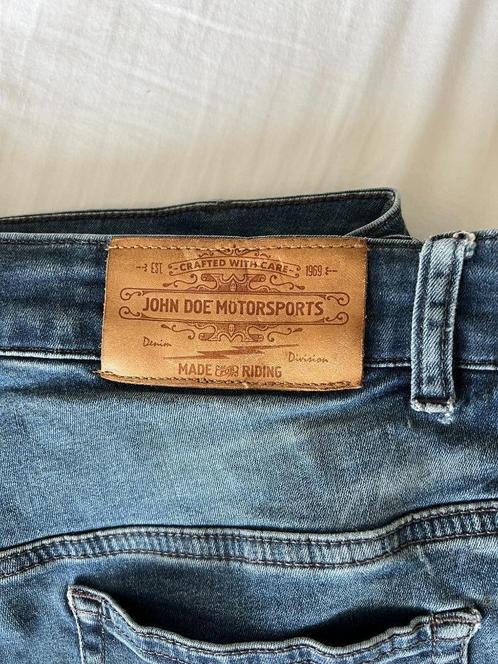 CRAFTED WITH CARE
EST. 1969
JOHN DOE MOTORSPORTS
Denim Division
MADE FOR RIDING